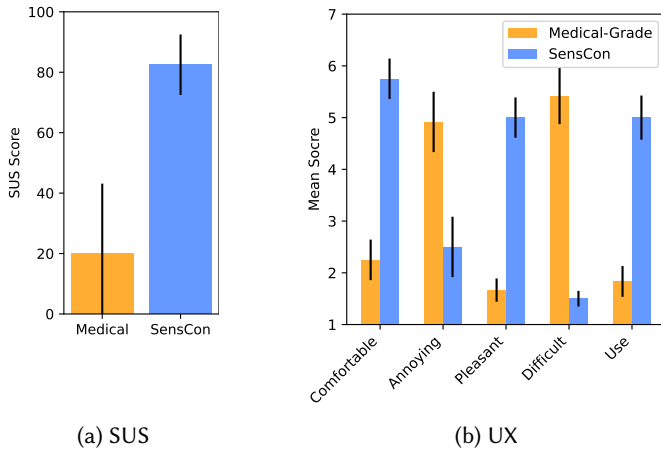 100
80
60
40
20
0
SUS Score
Medical
SensCon
(a) SUS
7
6
5
4
3
2
1
Mean Socre
Medical-Grade
SensCon
Comfortable
Annoying
Pleasant
Difficult
Use
(b) UX